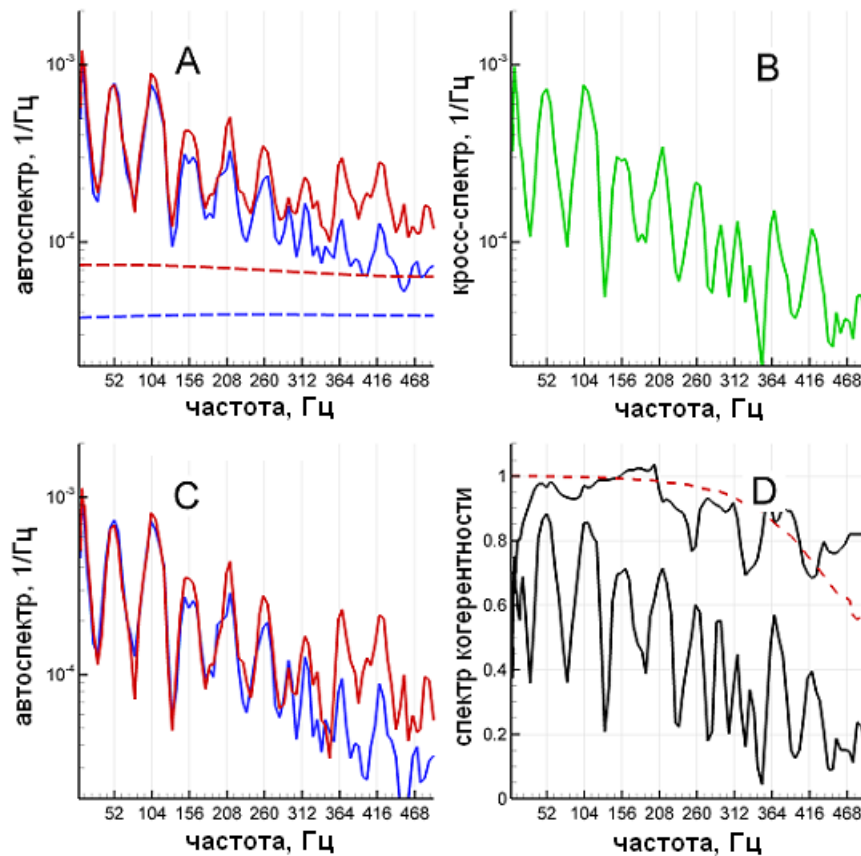 A
B
автоспектр, 1/Гц
10-3
10-4
52 104 156 208 260 312 364 416 468
частота, Гц
кросс-спектр, 1/Гц
10-3
10-4
52 104 156 208 260 312 364 416 468
частота, Гц
C
D
автоспектр, 1/Гц
10-3
10-4
52 104 156 208 260 312 364 416 468
частота, Гц
спектр когерентности
1
0.8
0.6
0.4
0.2
0
52 104 156 208 260 312 364 416 468
частота, Гц